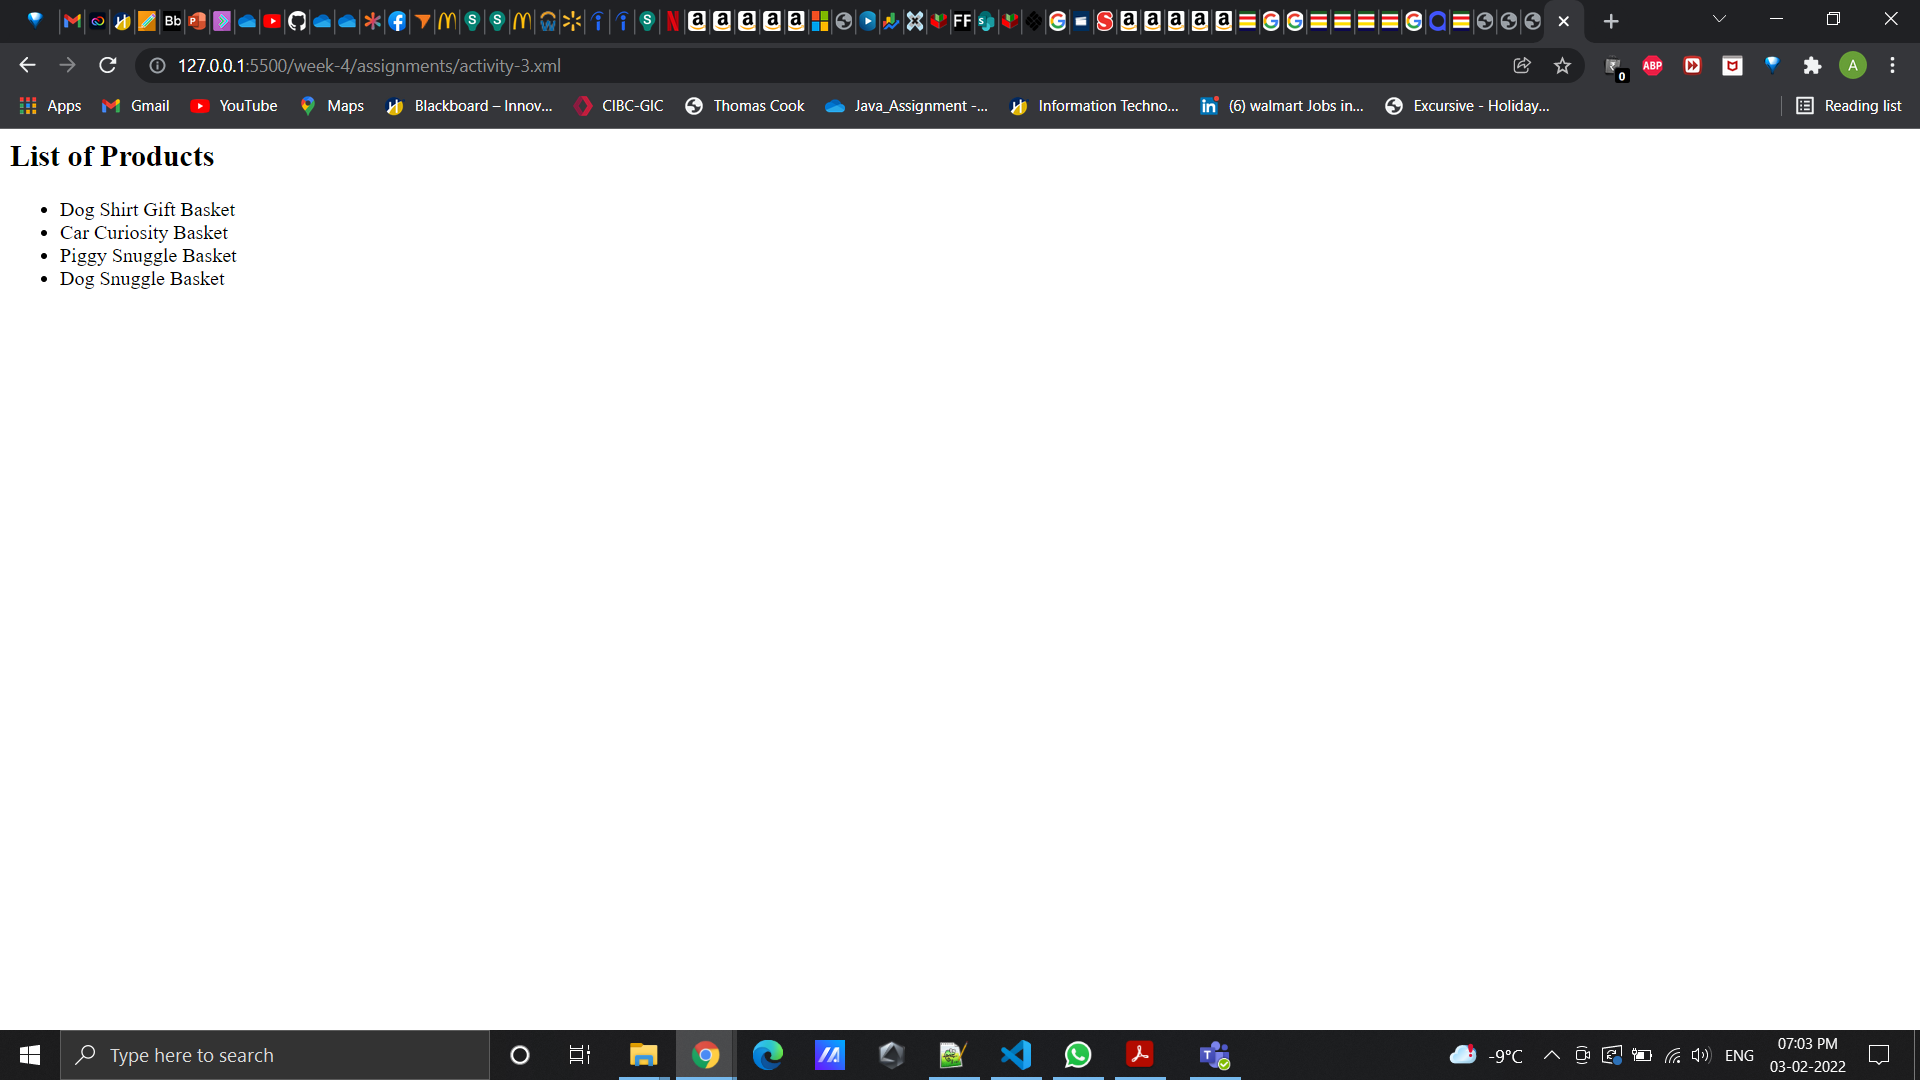 127.0.0.1:5500/week-4/assignments/activity-3.xml
0
ABP
A
Apps
Gmail
YouTube
Maps
Blackboard – Innov...
CIBC-GIC
Thomas Cook
Java_Assignment -...
Information Techno...
(6) walmart Jobs in...
Excursive - Holiday...
Reading list
List of Products
• Dog Shirt Gift Basket
• Car Curiosity Basket
• Piggy Snuggle Basket
• Dog Snuggle Basket
Type here to search
-9°C
ENG
07:03 PM
03-02-2022